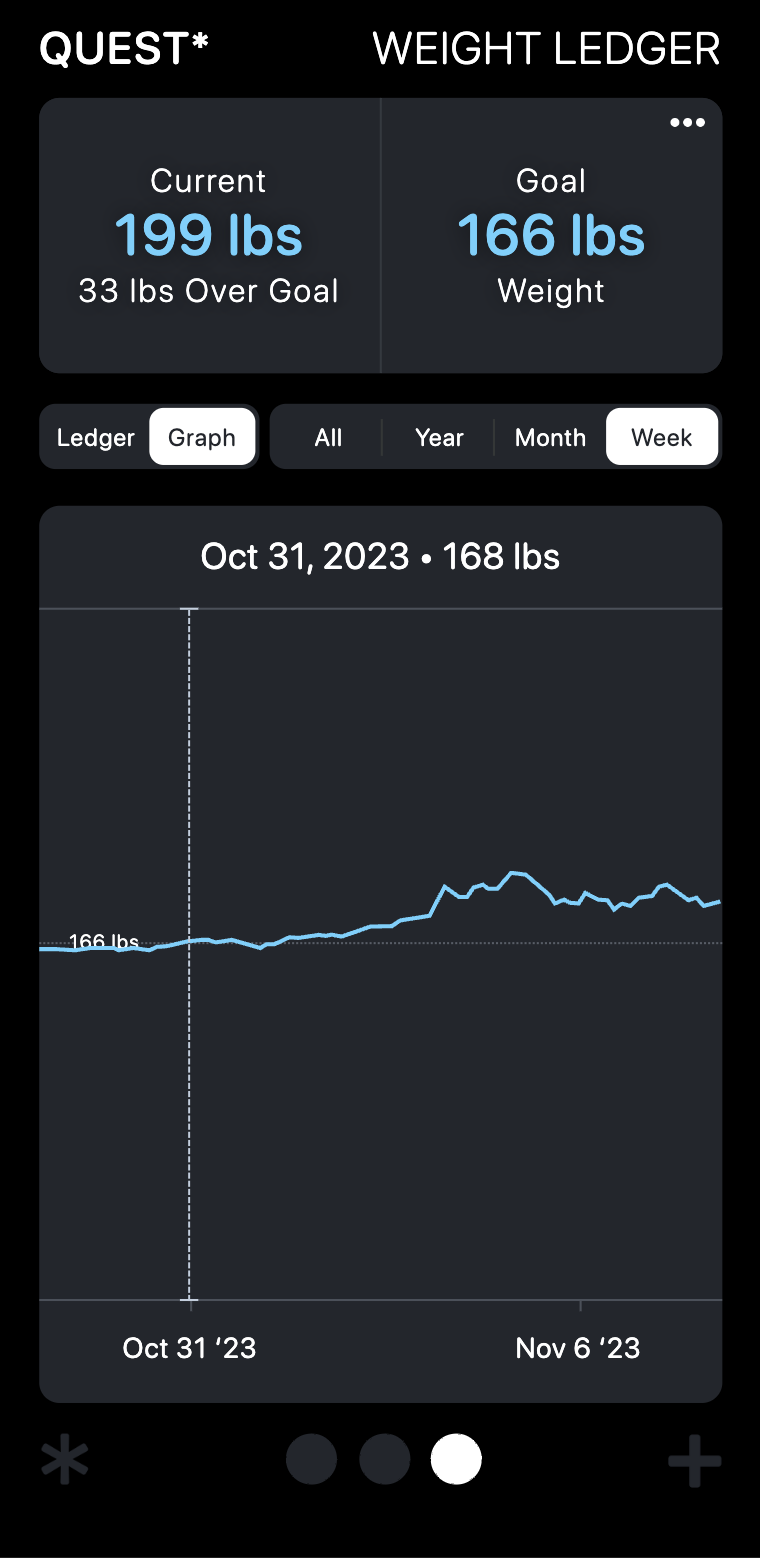 QUEST* WEIGHT LEDGER
Current
199 lbs
33 lbs Over Goal
Goal
166 lbs
Weight
Ledger Graph All Year Month Week
Oct 31, 2023 • 168 lbs
166 lbs
Oct 31 ‘23 Nov 6 ‘23